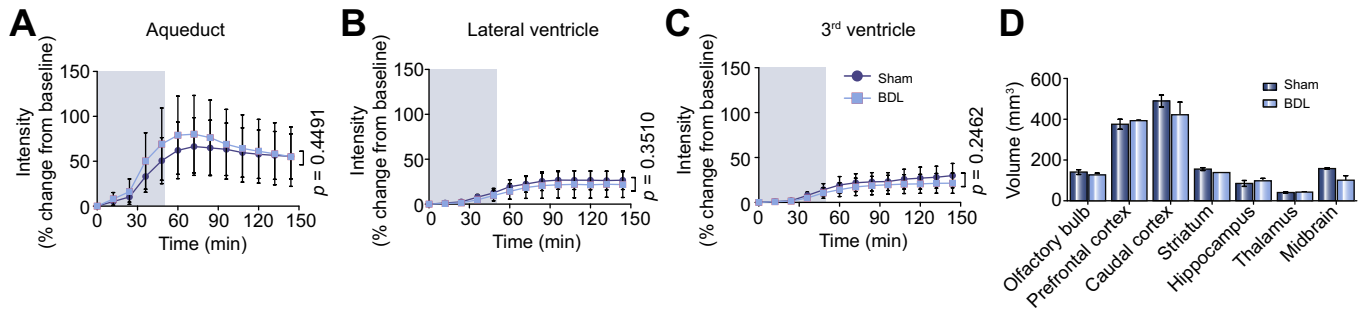 A
Aqueduct
Intensity
(% change from baseline)
150
100
50
0
0 30 60 90 120 150
Time (min)
p = 0.4491
B
Lateral ventricle
Intensity
(% change from baseline)
150
100
50
0
0 30 60 90 120 150
Time (min)
p = 0.3510
C
3rd ventricle
Intensity
(% change from baseline)
150
100
50
0
0 30 60 90 120 150
Time (min)
Sham
BDL
p = 0.2462
D
Volume (mm³)
600
400
200
0
Sham
BDL
Olfactory bulb
Prefrontal cortex
Caudal cortex
Striatum
Hippocampus
Thalamus
Midbrain